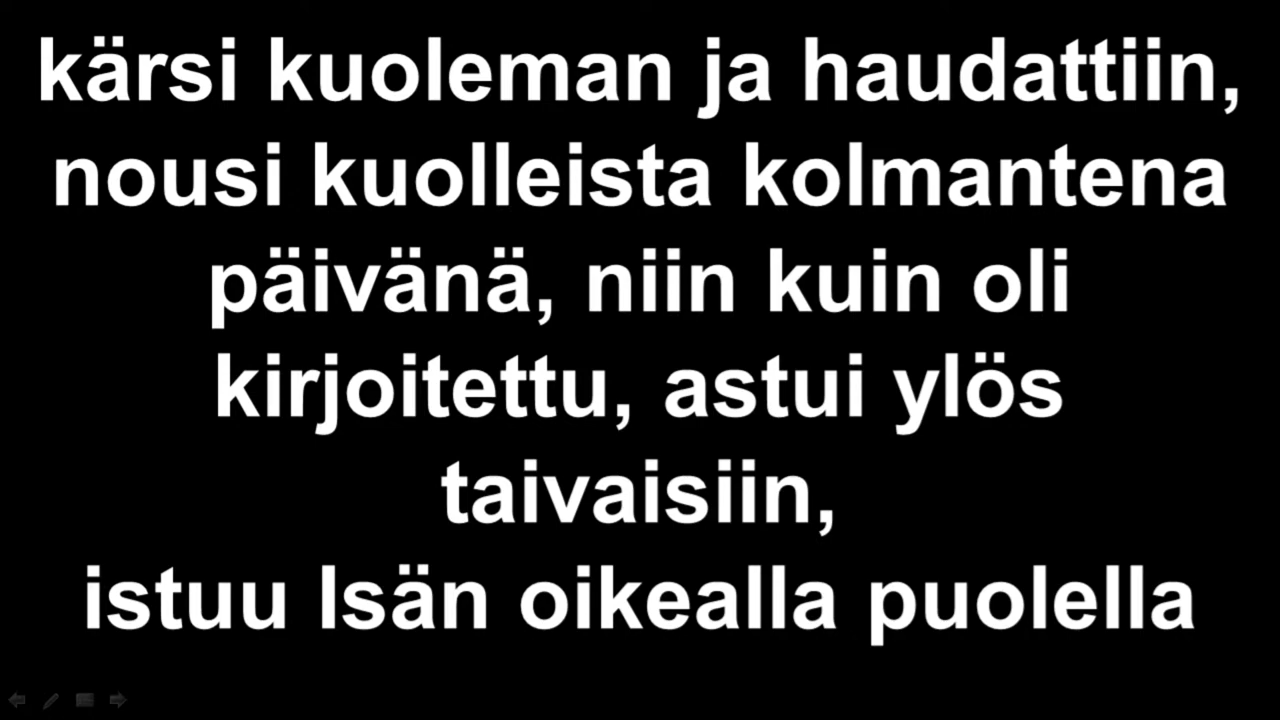 kärsi kuoleman ja haudattiin,
nousi kuolleista kolmantena
päivänä, niin kuin oli
kirjoitettu, astui ylös
taivaisiin,
istuu Isän oikealla puolella